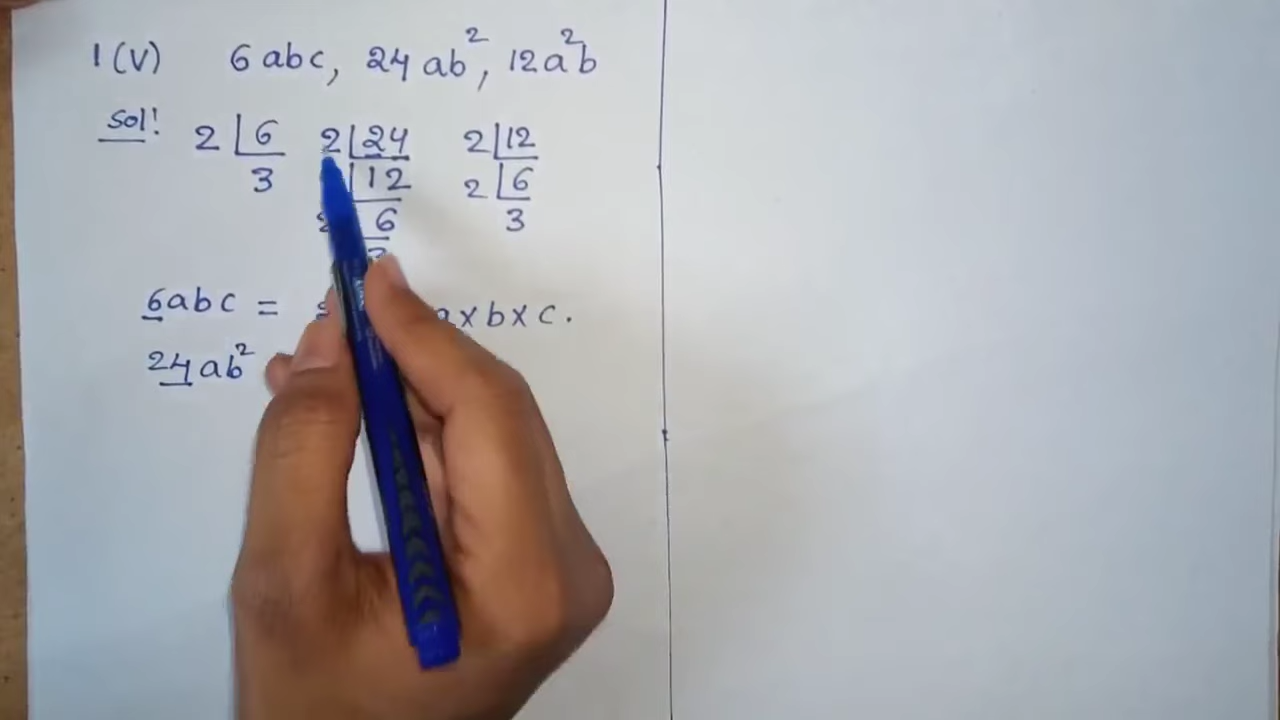 1(V) 6abc, 24ab², 12a²b
Sol!
2 6 2 24 2 12
3 12 2 6
6 3
6abc = a×b×c.
24ab²